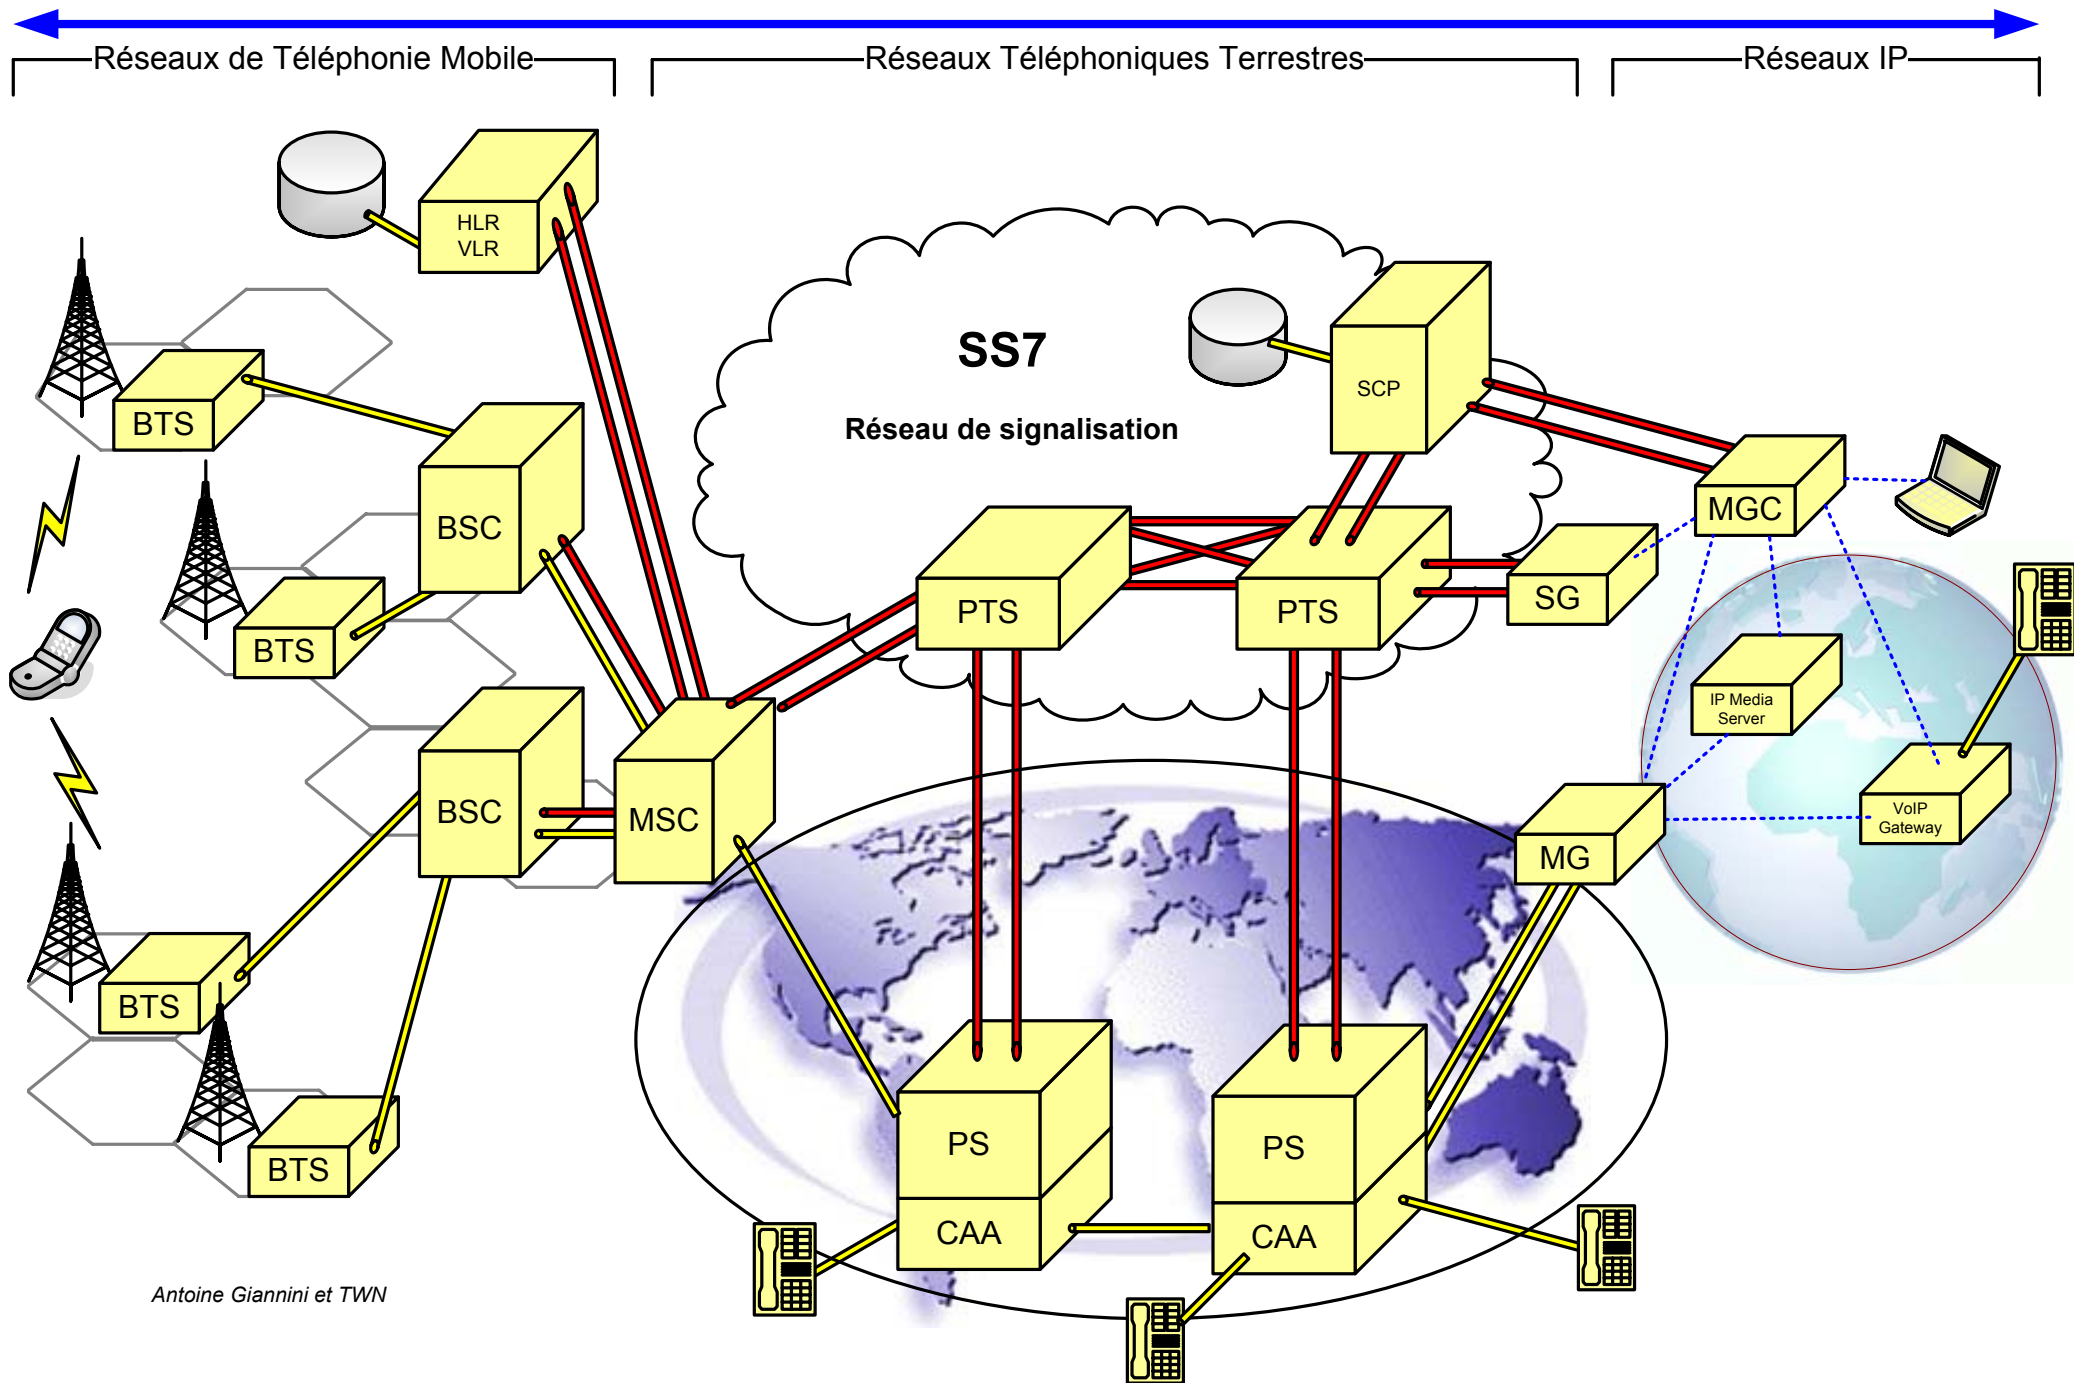 Réseaux de Téléphonie Mobile
Réseaux Téléphoniques Terrestres
Réseaux IP
HLR
VLR
SS7
Réseau de signalisation
SCP
BTS
BSC
MGC
PTS
PTS
SG
BTS
IP Media
Server
BSC
MSC
VoIP
Gateway
MG
BTS
BTS
PS
PS
CAA
CAA
Antoine Giannini et TWN